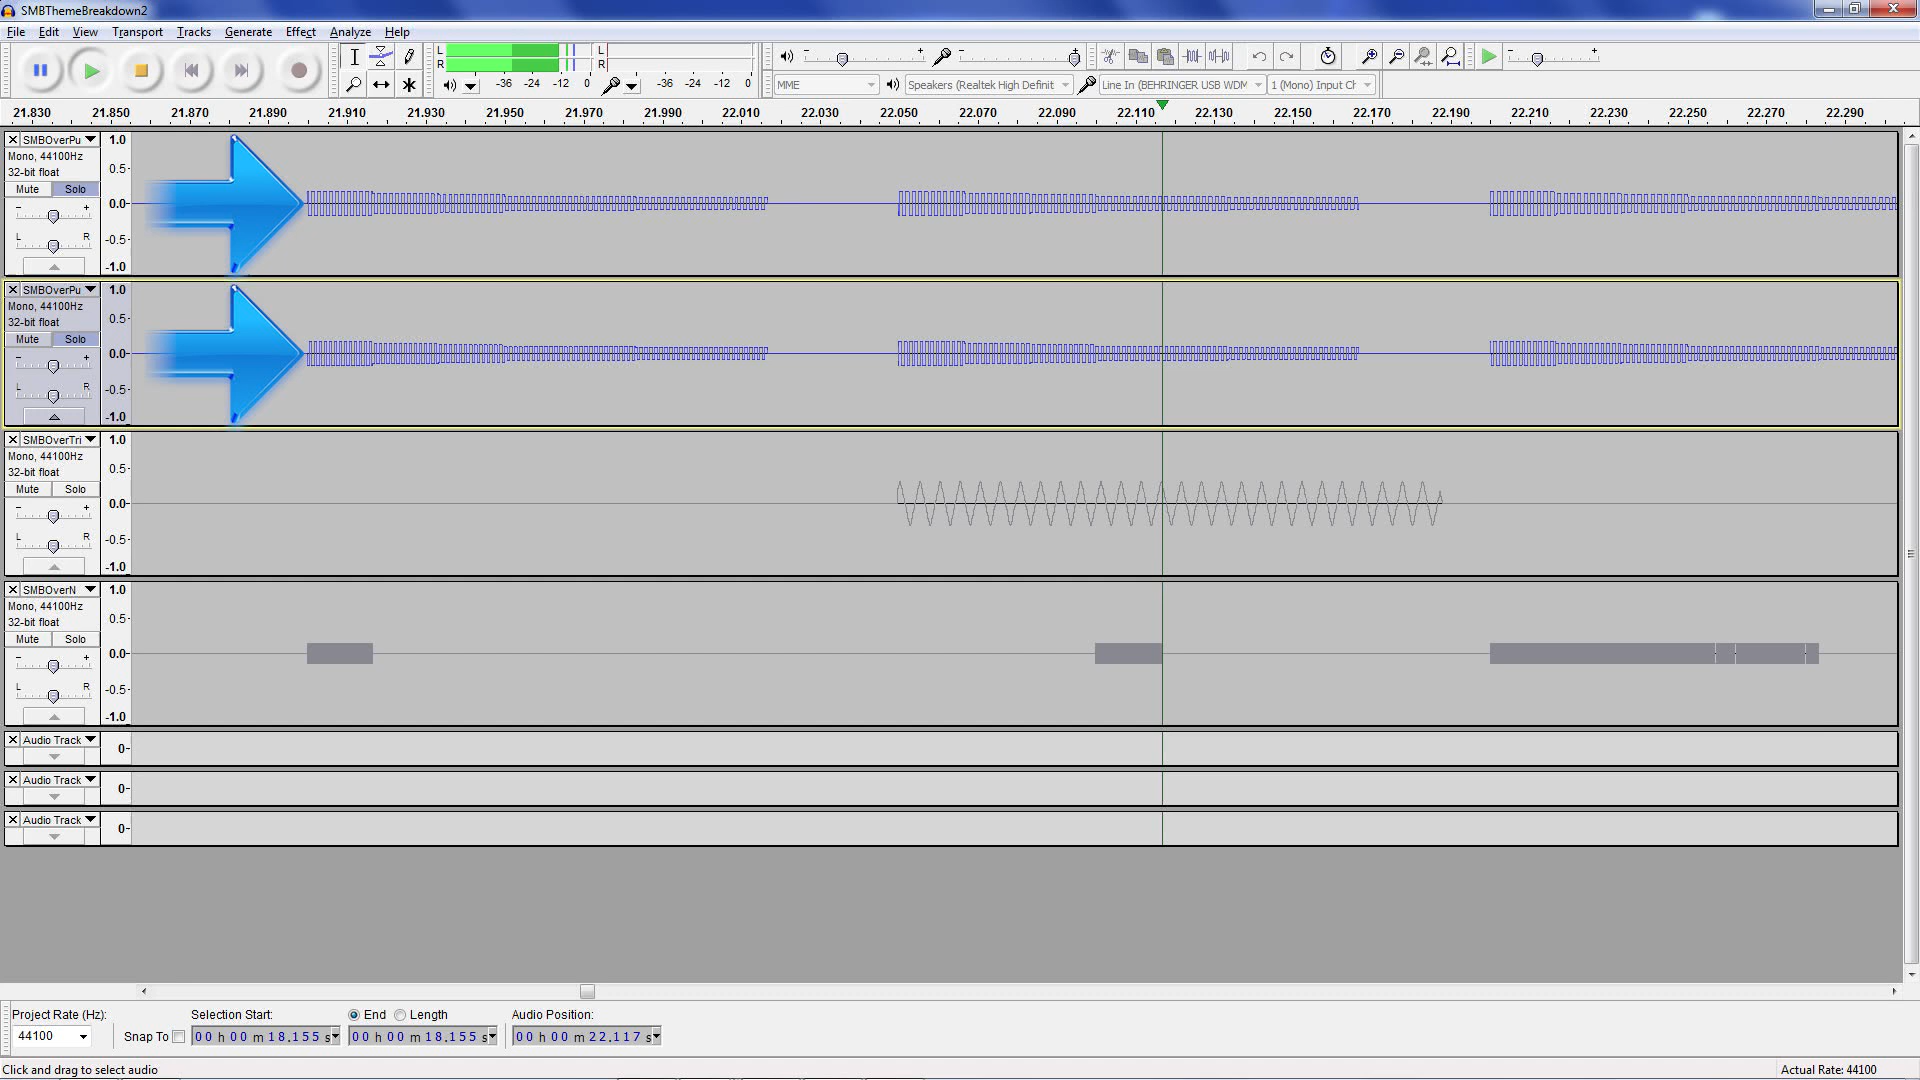 SMBThemeBreakdown2
File Edit View Transport Tracks Generate Effect Analyze Help
L
R
-36 -24 -12 0
L
R
-36 -24 -12 0
MME Speakers (Realtek High Definit Line In (BEHRINGER USB WDM 1 (Mono) Input Ch
21.830 21.850 21.870 21.890 21.910 21.930 21.950 21.970 21.990 22.010 22.030 22.050 22.070 22.090 22.110 22.130 22.150 22.170 22.190 22.210 22.230 22.250 22.270 22.290
SMBOverPu
Mono, 44100Hz
32-bit float
Mute Solo
- +
L R
1.0
0.5-
0.0-
-0.5-
-1.0
SMBOverPu
Mono, 44100Hz
32-bit float
Mute Solo
- +
L R
1.0
0.5-
0.0-
-0.5-
-1.0
SMBOverTri
Mono, 44100Hz
32-bit float
Mute Solo
- +
L R
1.0
0.5-
0.0-
-0.5-
-1.0
SMBOverN
Mono, 44100Hz
32-bit float
Mute Solo
- +
L R
1.0
0.5-
0.0-
-0.5-
-1.0
Audio Track
0-
Audio Track
0-
Audio Track
0-
Project Rate (Hz): Selection Start: End Length Audio Position:
44100 Snap To 00 h 00 m 18.155 s 00 h 00 m 18.155 s 00 h 00 m 22.117 s
Click and drag to select audio Actual Rate: 44100